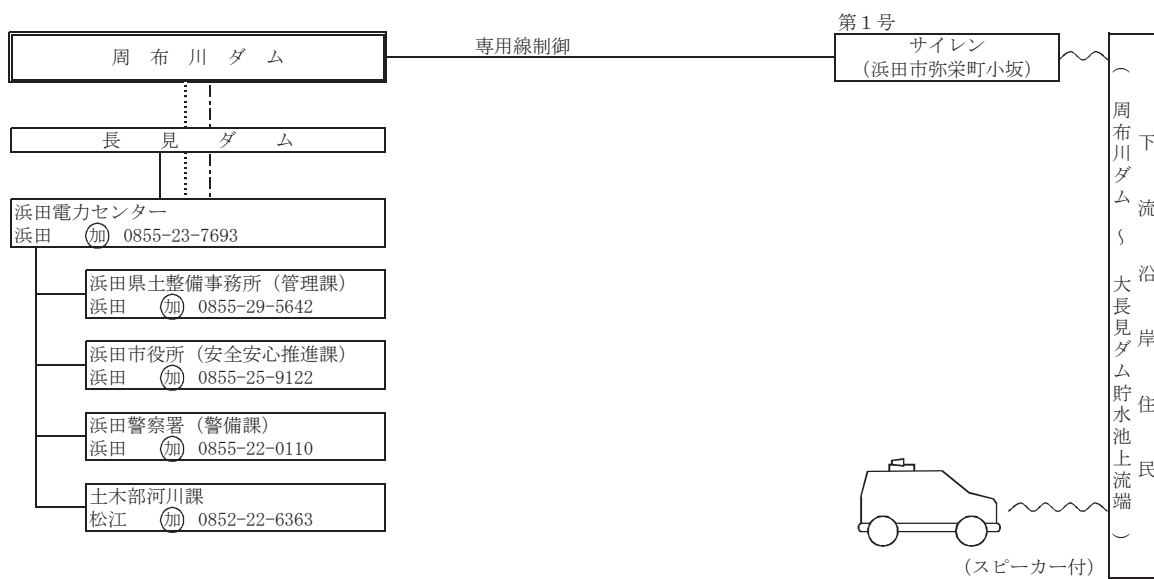 第１号
周　布　川　ダ　ム
専用線制御
サイレン
（浜田市弥栄町小坂）
長　　見　　ダ　　ム
浜田電力センター
浜田　　㊎ 0855-23-7693
浜田県土整備事務所（管理課）
浜田　　加 0855-29-5642
浜田市役所（安全安心推進課）
浜田　　加 0855-25-9122
浜田警察署（警備課）
浜田　　加 0855-22-0110
土木部河川課
松江　　加 0852-22-6363
下　流　沿　岸　住　民
（周布川ダム～大長見ダム貯水池上流端）
（スピーカー付）